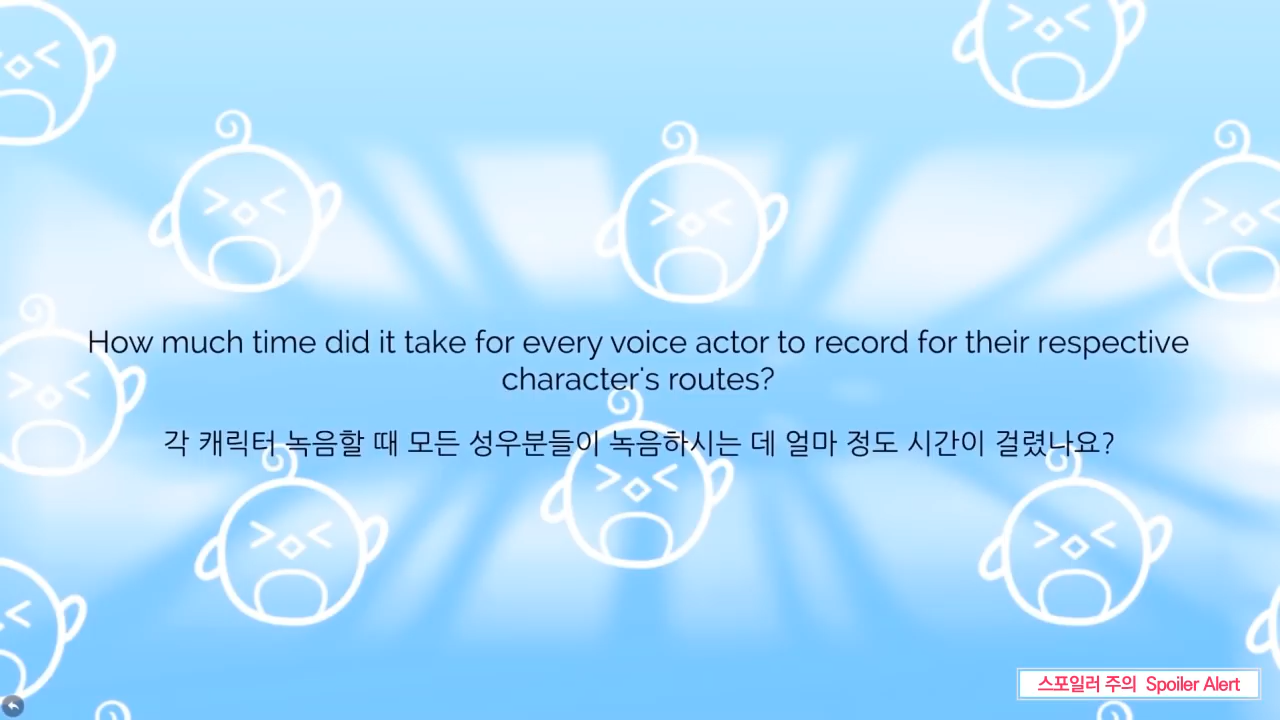 How much time did it take for every voice actor to record for their respective
character's routes?
각 캐릭터 녹음할 때 모든 성우분들이 녹음하시는 데 얼마 정도 시간이 걸렸나요?
스포일러 주의 Spoiler Alert